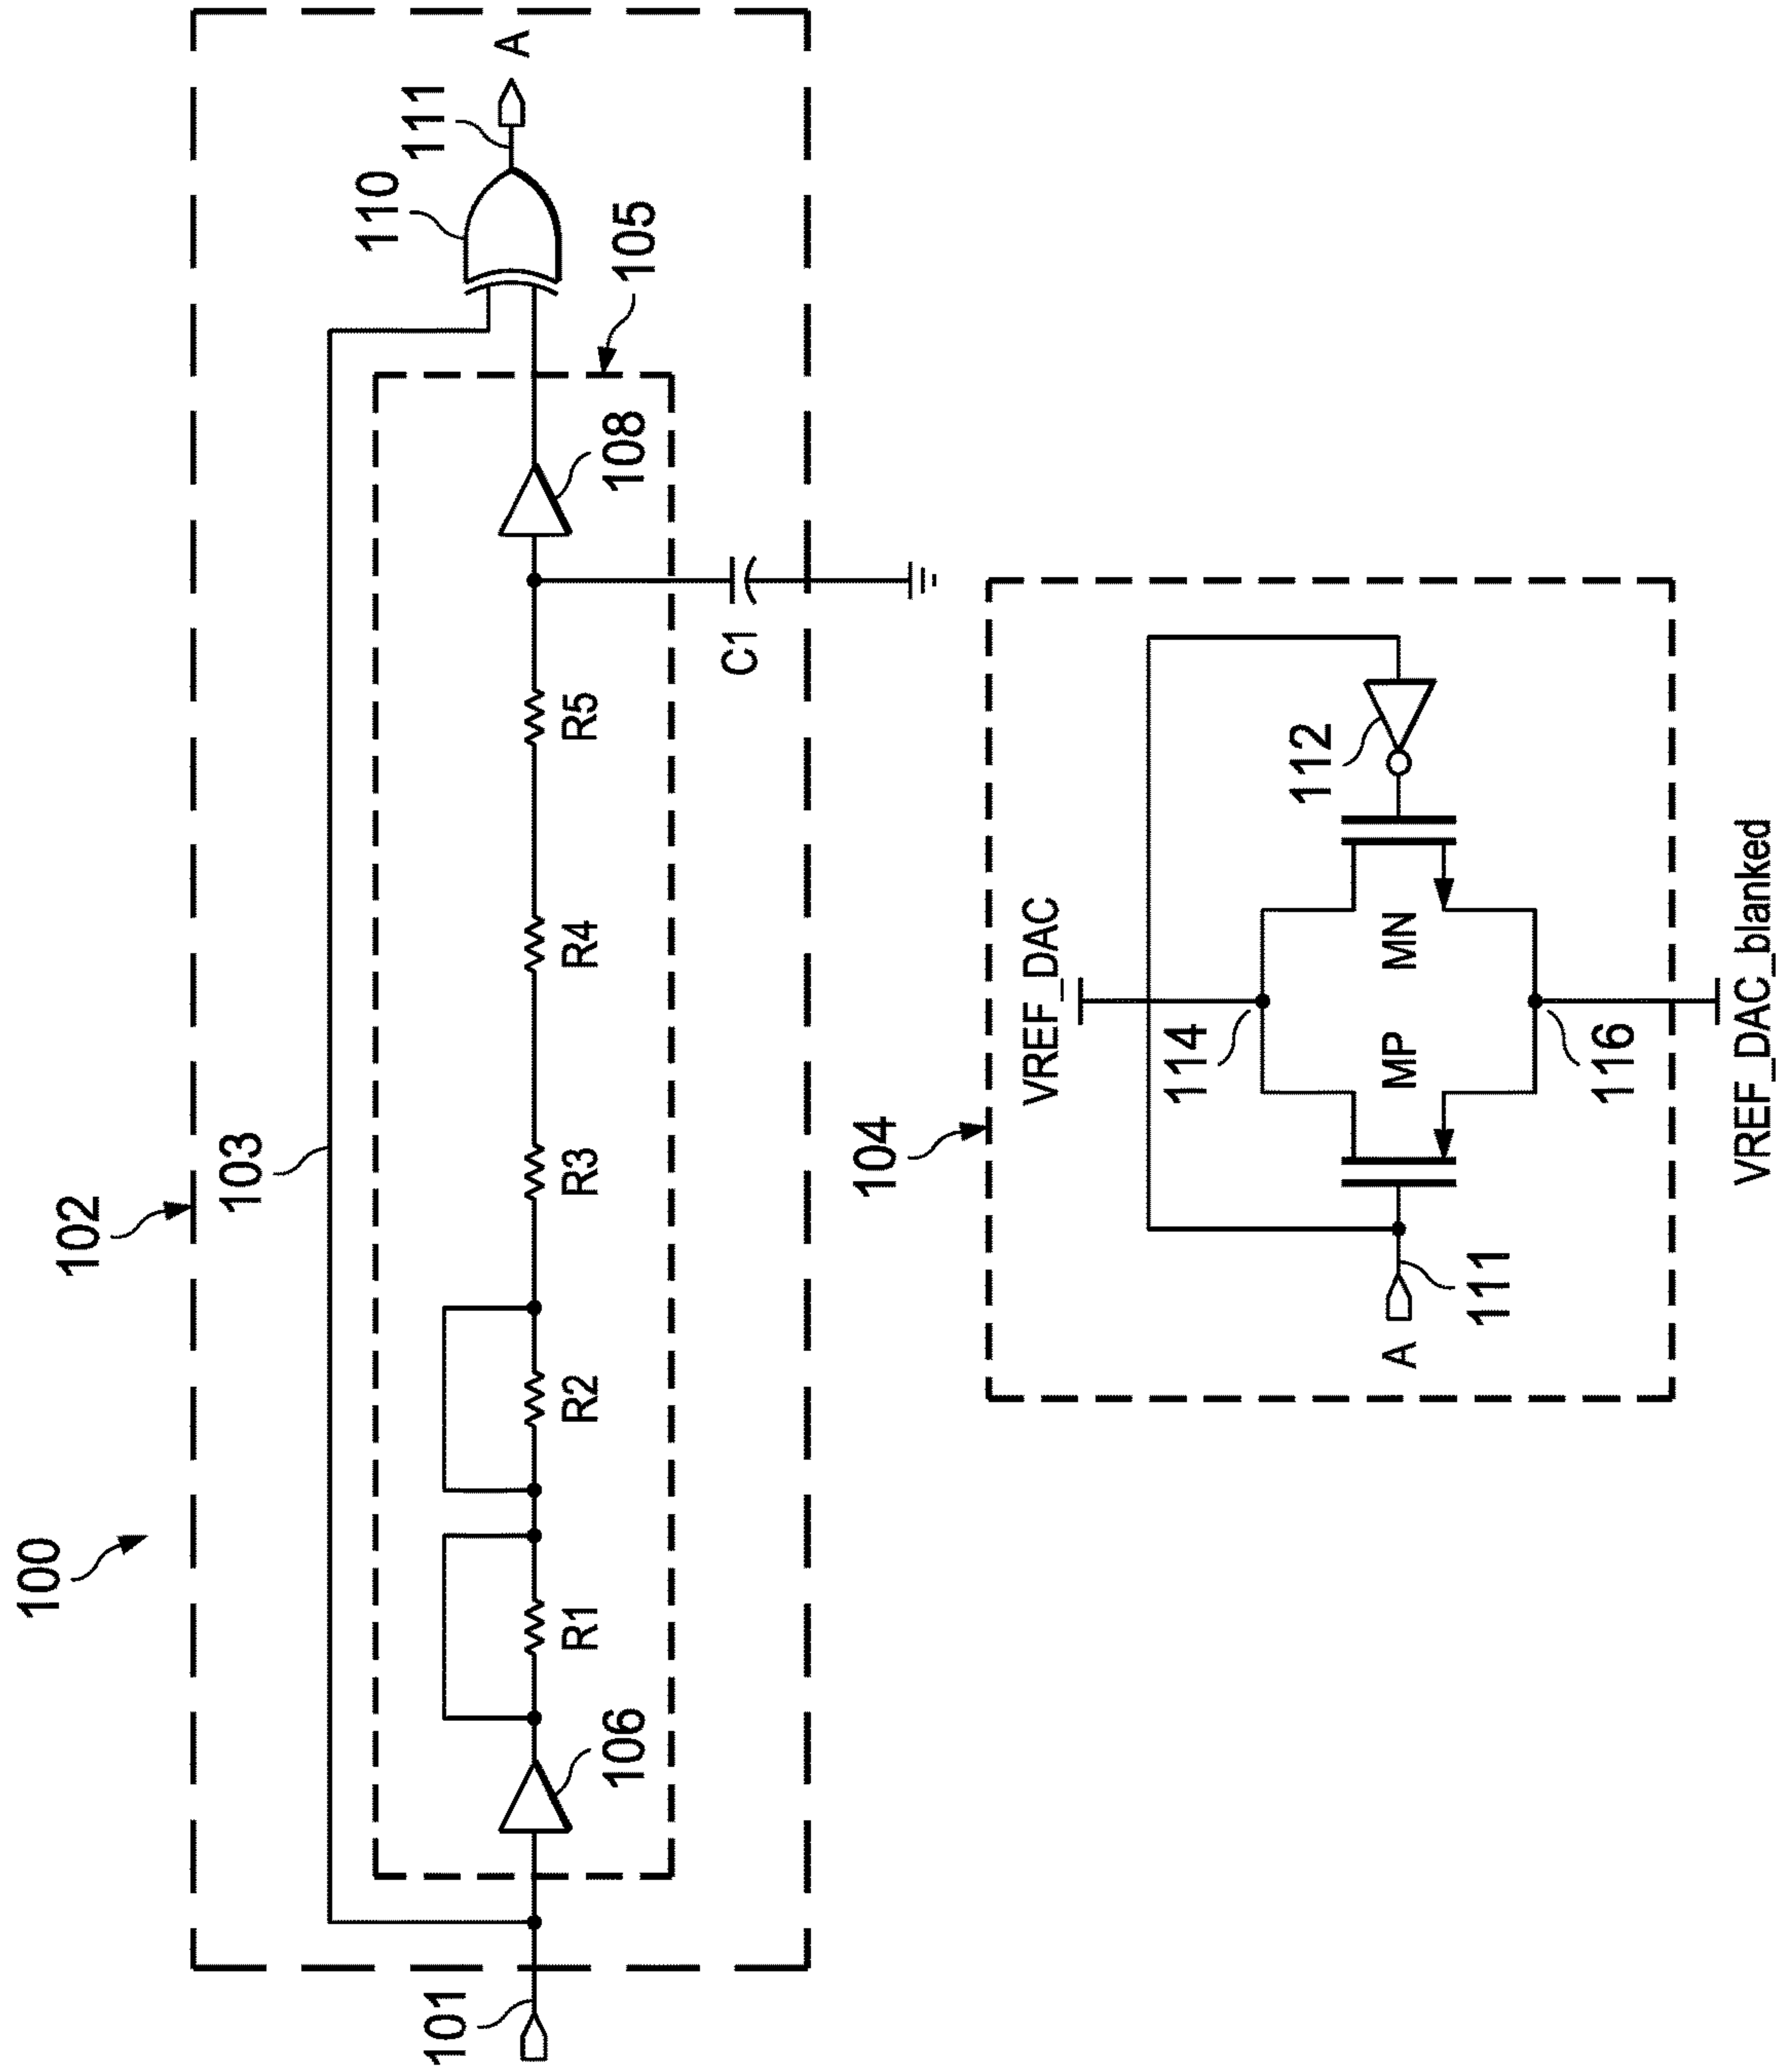 100
102
103
110
111
A
105
101
106
R1
R2
R3
R4
R5
108
C1
104
VREF_DAC
114
MP
MN
112
A
111
116
VREF_DAC_blanked